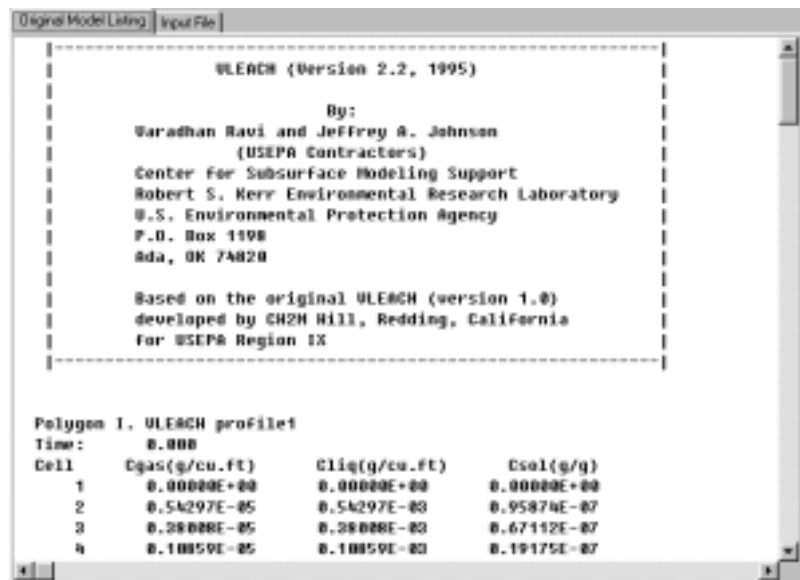 Original Model Listing Input File
VLEACH (Version 2.2, 1995)
By:
Varadhan Ravi and Jeffrey A. Johnson
(USEPA Contractors)
Center for Subsurface Modeling Support
Robert S. Kerr Environmental Research Laboratory
U.S. Environmental Protection Agency
P.O. Box 1198
Ada, OK 74820
Based on the original VLEACH (version 1.0)
developed by CH2M Hill, Redding, California
for USEPA Region IX
Polygon I. VLEACH profile1
Time: 0.000
Cell Cgas(g/cu.ft) Cliq(g/cu.ft) Csol(g/g)
1 0.00000E+00 0.00000E+00 0.00000E+00
2 0.54297E-05 0.54297E-03 0.95874E-07
3 0.38008E-05 0.38008E-03 0.67112E-07
4 0.10859E-05 0.10859E-03 0.19175E-07